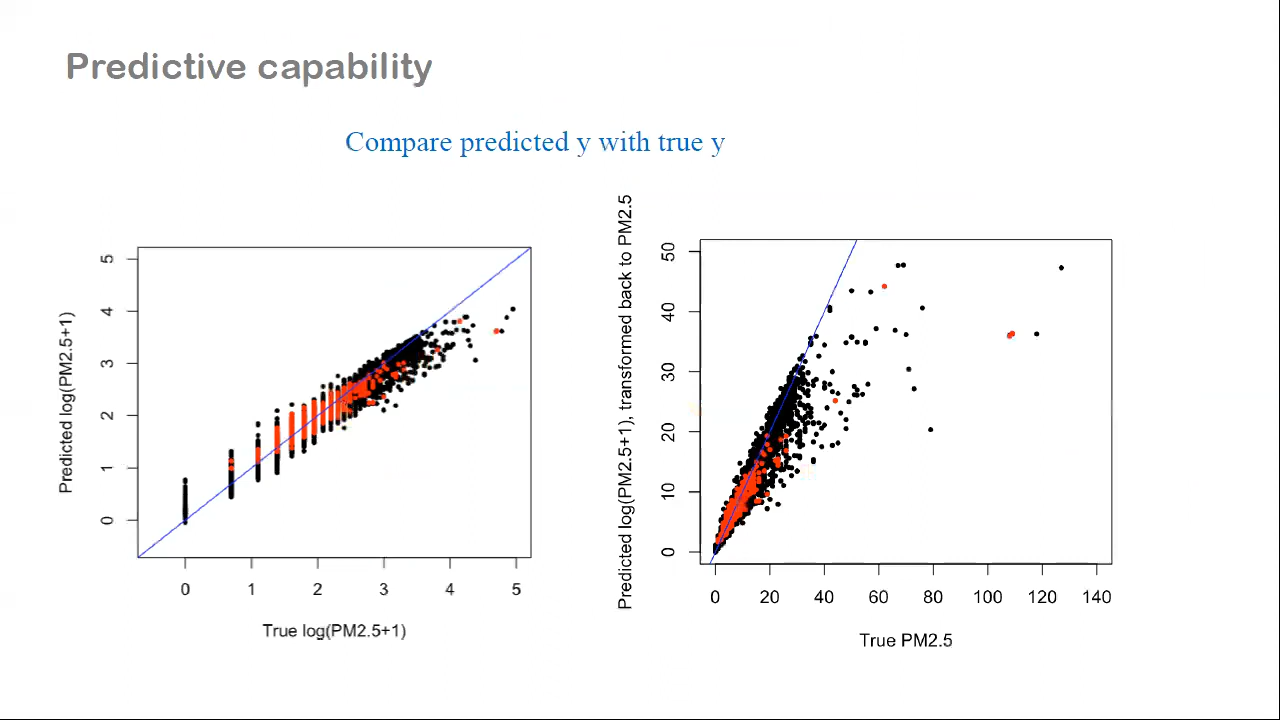 Predictive capability
Compare predicted y with true y
Predicted log(PM2.5+1)
5
4
3
2
1
0
0 1 2 3 4 5
True log(PM2.5+1)
Predicted log(PM2.5+1), transformed back to PM2.5
50
40
30
20
10
0
0 20 40 60 80 100 120 140
True PM2.5